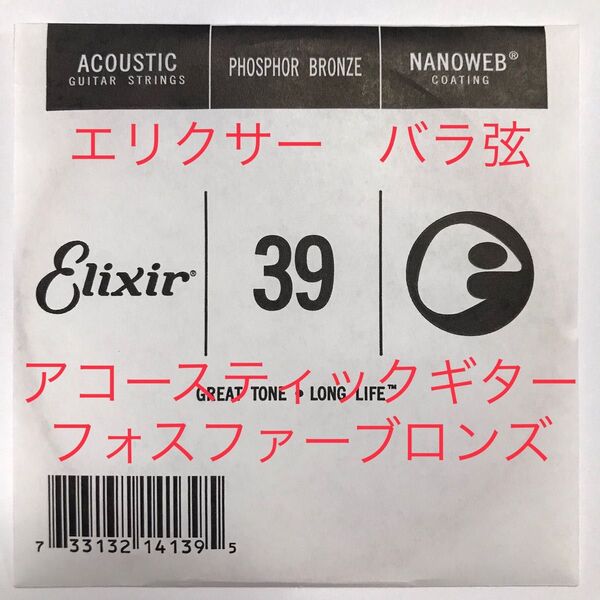 ACOUSTIC
GUITAR STRINGS
PHOSPHOR BRONZE
NANOWEB®
COATING
エリクサー バラ弦
Elixir®
39
アコースティックギター
GREAT TONE • LONG LIFE™
フォスファーブロンズ
7 33132 14139 5